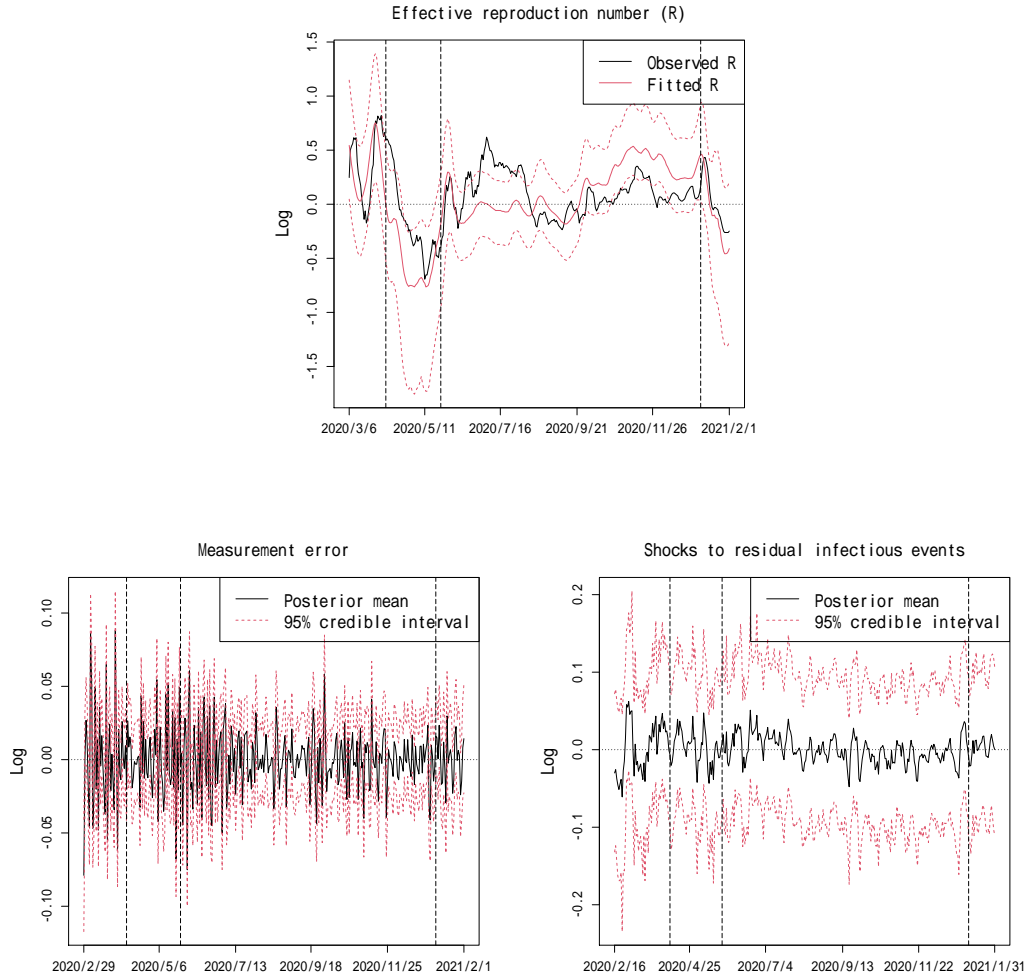 Effective reproduction number (R)
Observed R
Fitted R
Log
1.5
1.0
0.5
0.0
-0.5
-1.0
-1.5
2020/3/6 2020/5/11 2020/7/16 2020/9/21 2020/11/26 2021/2/1
Measurement error
Posterior mean
95% credible interval
Log
0.10
0.05
0.00
-0.05
-0.10
2020/2/29 2020/5/6 2020/7/13 2020/9/18 2020/11/25 2021/2/1
Shocks to residual infectious events
Posterior mean
95% credible interval
Log
0.2
0.1
0.0
-0.1
-0.2
2020/2/16 2020/4/25 2020/7/4 2020/9/13 2020/11/22 2021/1/31